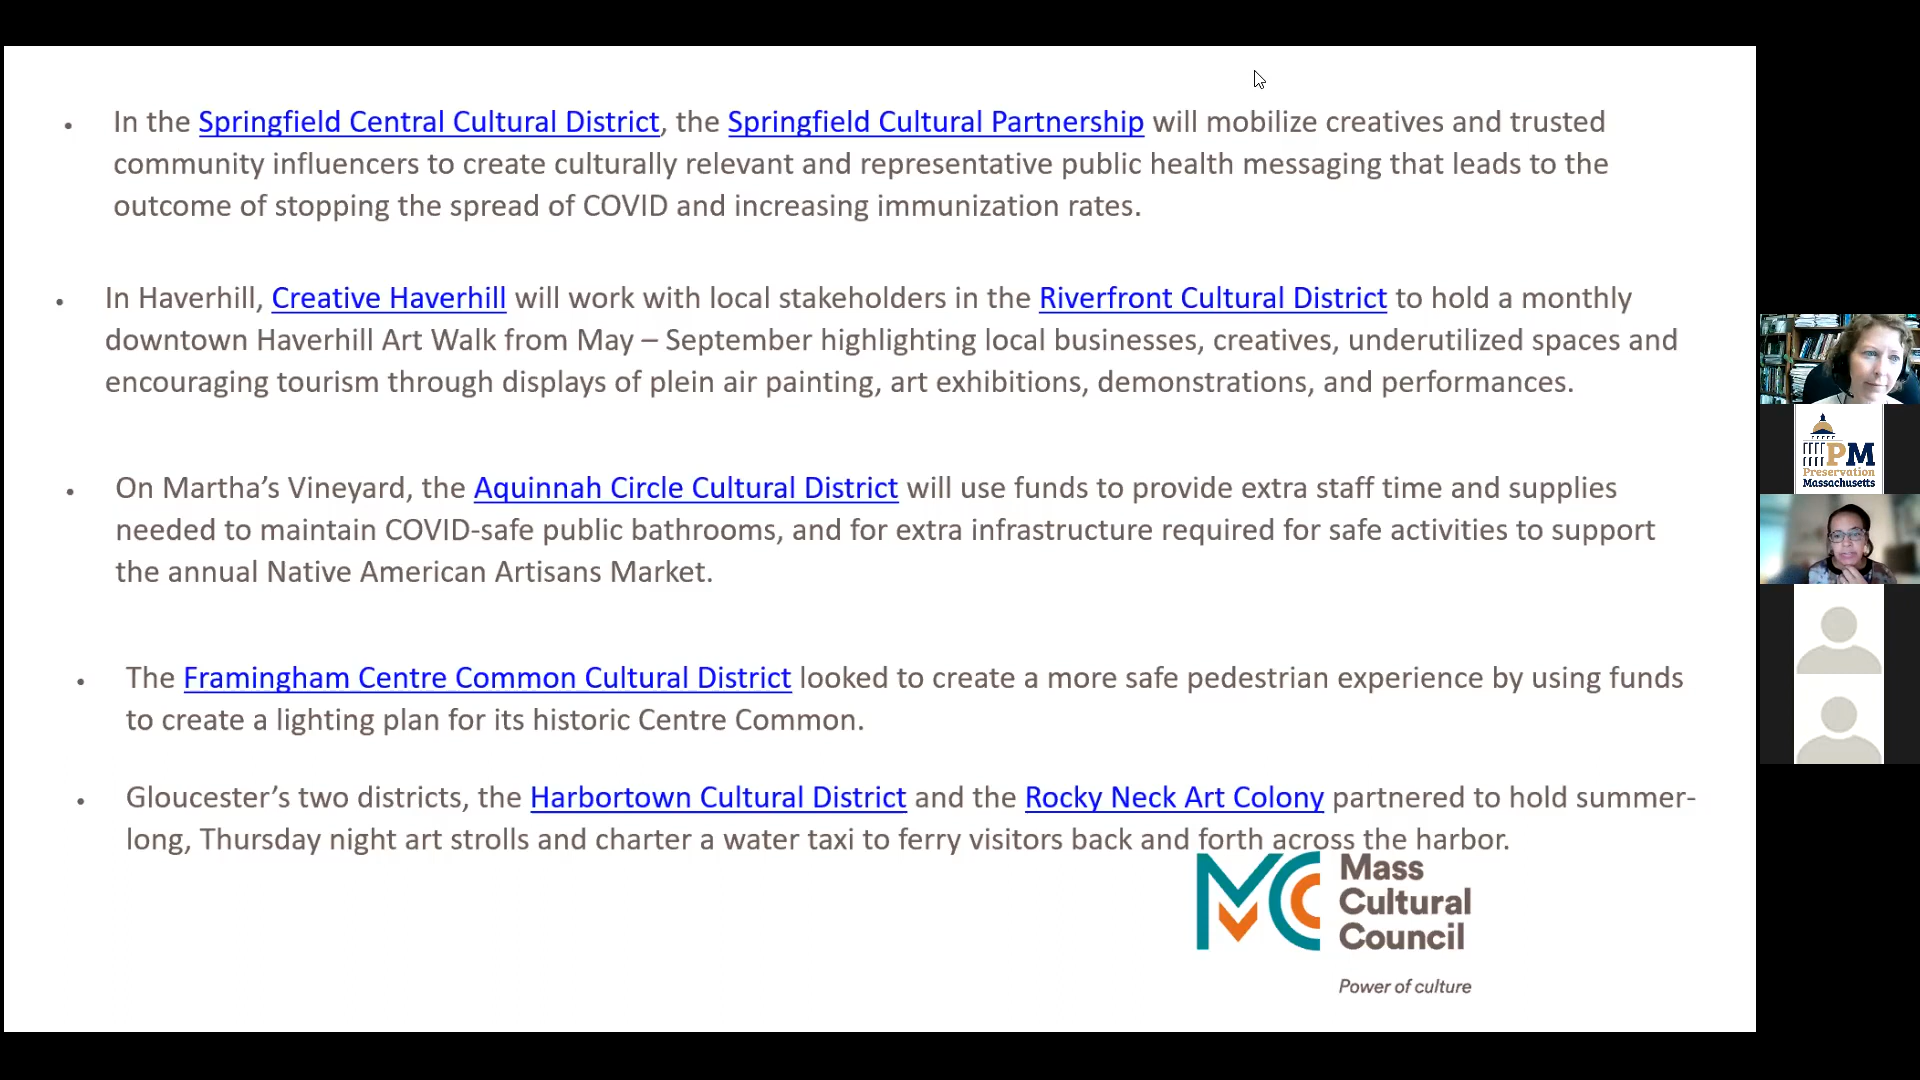 In the Springfield Central Cultural District, the Springfield Cultural Partnership will mobilize creatives and trusted
community influencers to create culturally relevant and representative public health messaging that leads to the
outcome of stopping the spread of COVID and increasing immunization rates.
In Haverhill, Creative Haverhill will work with local stakeholders in the Riverfront Cultural District to hold a monthly
downtown Haverhill Art Walk from May – September highlighting local businesses, creatives, underutilized spaces and
encouraging tourism through displays of plein air painting, art exhibitions, demonstrations, and performances.
On Martha’s Vineyard, the Aquinnah Circle Cultural District will use funds to provide extra staff time and supplies
needed to maintain COVID-safe public bathrooms, and for extra infrastructure required for safe activities to support
the annual Native American Artisans Market.
The Framingham Centre Common Cultural District looked to create a more safe pedestrian experience by using funds
to create a lighting plan for its historic Centre Common.
Gloucester’s two districts, the Harbortown Cultural District and the Rocky Neck Art Colony partnered to hold summer-
long, Thursday night art strolls and charter a water taxi to ferry visitors back and forth across the harbor.
MCC
Mass
Cultural
Council
Power of culture
PM
Preservation
Massachusetts